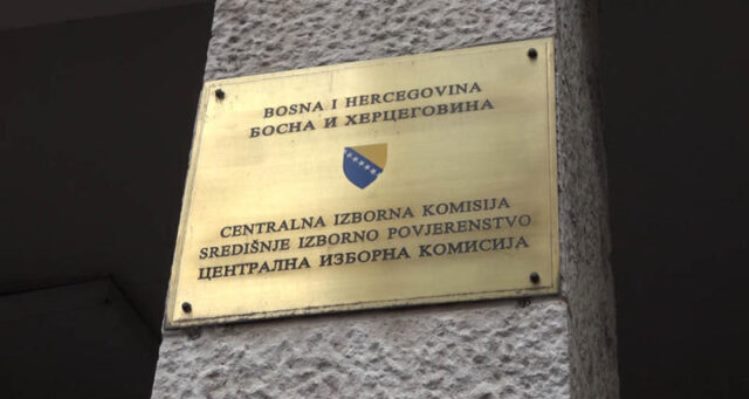 BOSNA I HERCEGOVINA
БОСНА И ХЕРЦЕГОВИНА
CENTRALNA IZBORNA KOMISIJA
SREDIŠNJE IZBORNO POVJERENSTVO
ЦЕНТРАЛНА ИЗБОРНА КОМИСИЈА